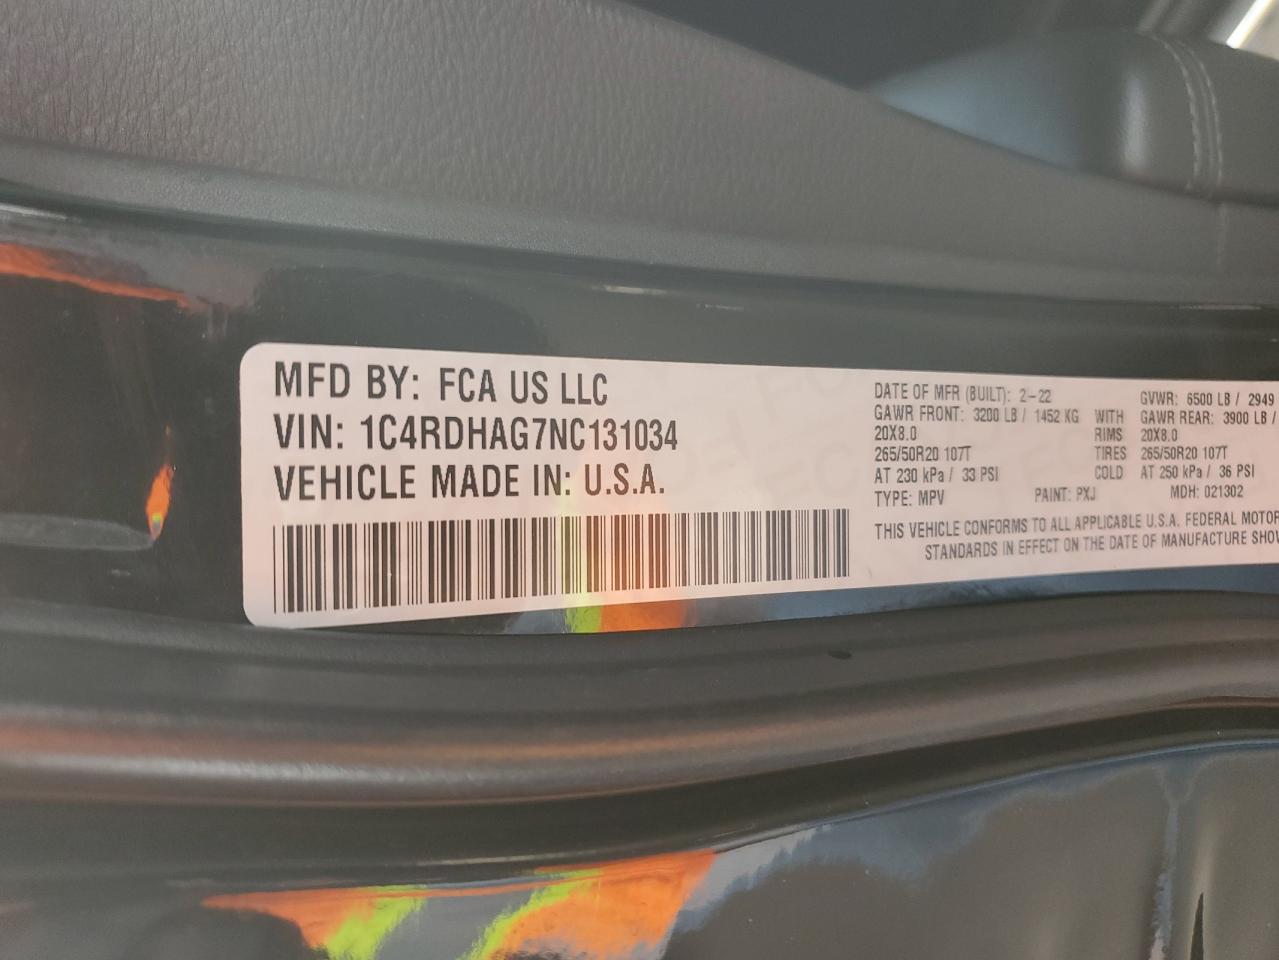 MFD BY: FCA US LLC
VIN: 1C4RDHAG7NC131034
VEHICLE MADE IN: U.S.A.
DATE OF MFR (BUILT): 2-22 GVWR: 6500 LB / 2949
GAWR FRONT: 3200 LB / 1452 KG WITH GAWR REAR: 3900 LB /
20X8.0 RIMS 20X8.0
265/50R20 107T TIRES 265/50R20 107T
AT 230 kPa / 33 PSI COLD AT 250 kPa / 36 PSI
TYPE: MPV PAINT: PXJ MDH: 021302
THIS VEHICLE CONFORMS TO ALL APPLICABLE U.S.A. FEDERAL MOTOR
STANDARDS IN EFFECT ON THE DATE OF MANUFACTURE SHOW